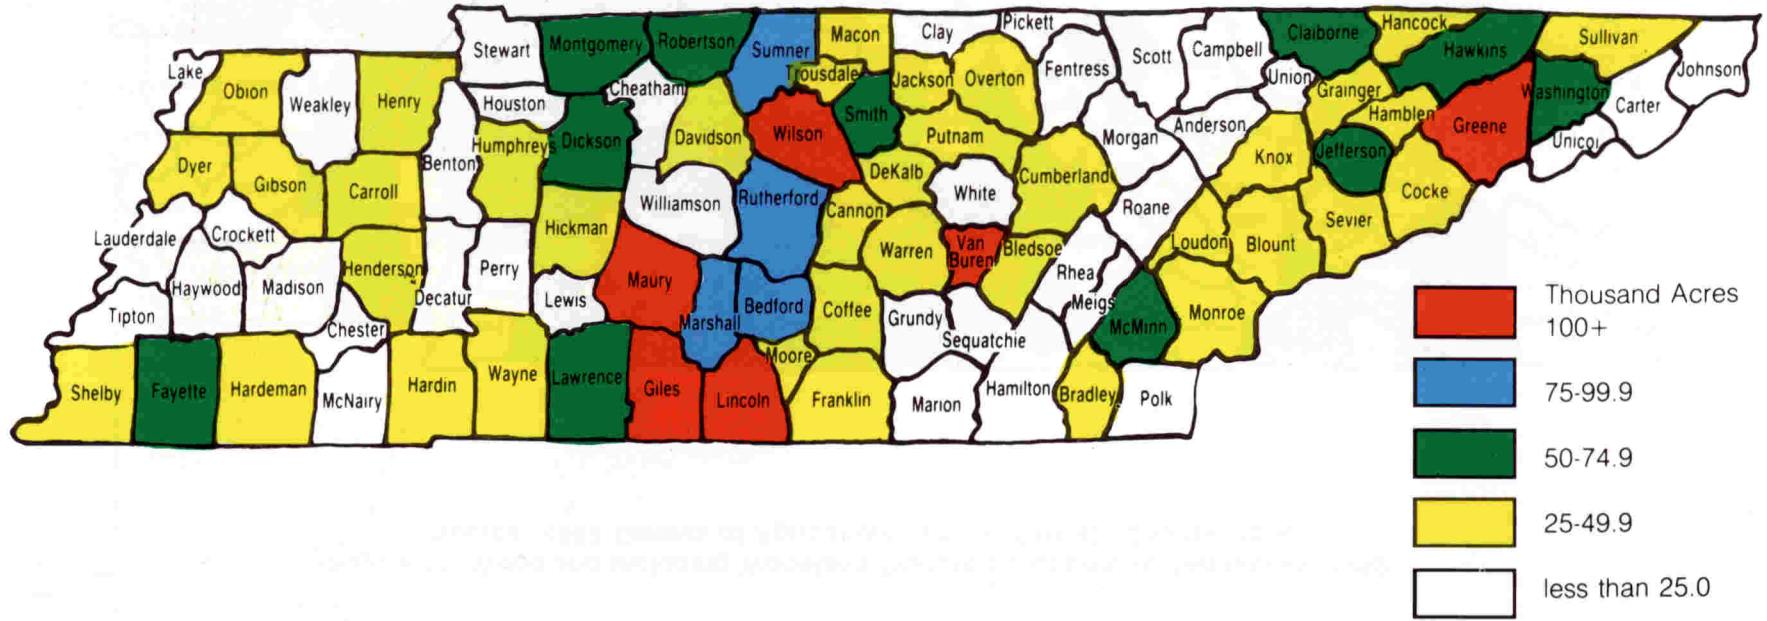 Stewart
Montgomery
Robertson
Sumner
Macon
Clay
Pickett
Scott
Campbell
Claiborne
Hancock
Hawkins
Sullivan
Johnson
Lake
Obion
Weakley
Henry
Houston
Cheatham
Trousdale
Jackson
Overton
Fentress
Union
Grainger
Washington
Carter
Dickson
Davidson
Wilson
Smith
Putnam
Morgan
Anderson
Hamblen
Greene
Unicoi
Dyer
Gibson
Carroll
Benton
Humphreys
Williamson
Rutherford
DeKalb
White
Cumberland
Knox
Jefferson
Cocke
Lauderdale
Crockett
Hickman
Cannon
Warren
Van
Buren
Bledsoe
Roane
Loudon
Blount
Sevier
Tipton
Haywood
Madison
Henderson
Decatur
Perry
Lewis
Maury
Marshall
Bedford
Coffee
Grundy
Sequatchie
Rhea
Meigs
McMinn
Monroe
Chester
Shelby
Fayette
Hardeman
McNairy
Hardin
Wayne
Lawrence
Giles
Lincoln
Moore
Franklin
Marion
Hamilton
Bradley
Polk
Thousand Acres
100+
75-99.9
50-74.9
25-49.9
less than 25.0